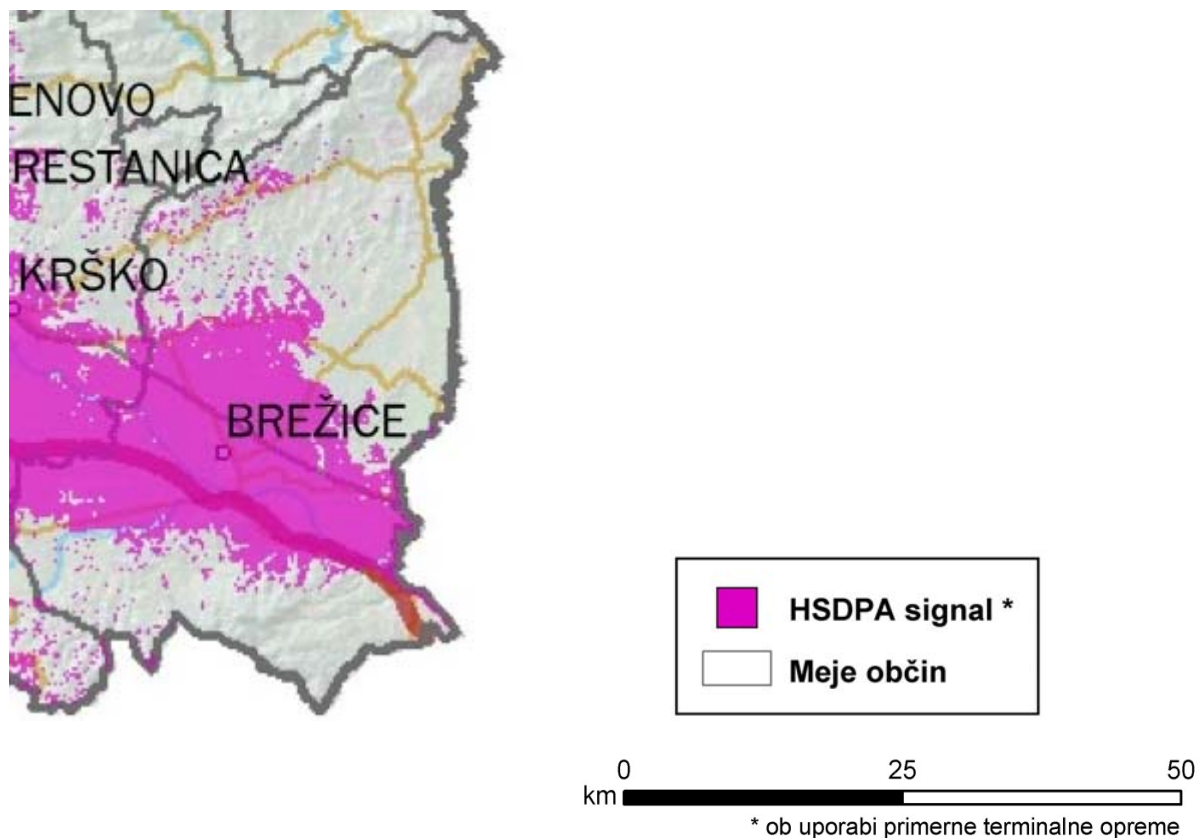 ENOVO
RESTANICA
KRŠKO
BREŽICE
HSDPA signal *
Meje občin
0 25 50
km
* ob uporabi primerne terminalne opreme